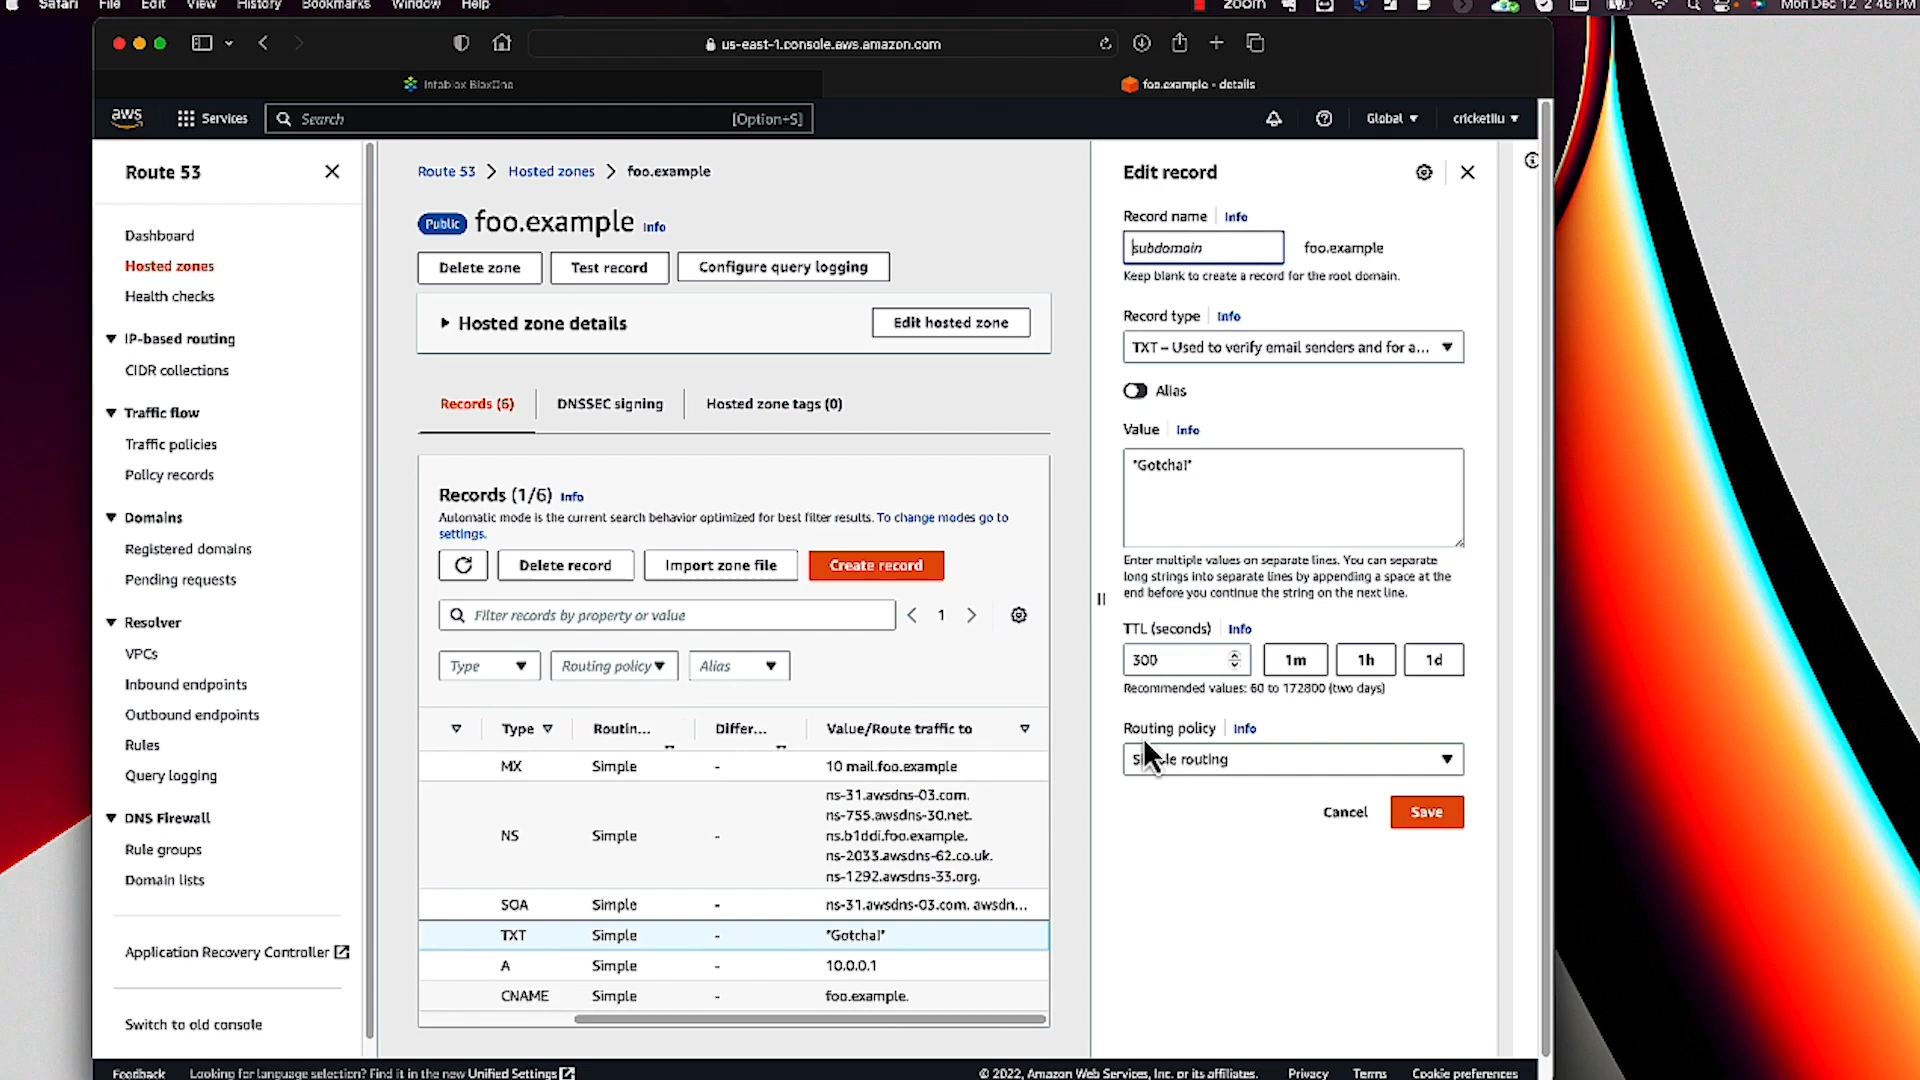 Safari File Edit View History Bookmarks Window Help zoom Mon Dec 12 2:46 PM
us-east-1.console.aws.amazon.com
Infoblox BloxOne
foo.example - details
aws Services Search [Option+S] Global cricketliu
Route 53
Dashboard
Hosted zones
Health checks
IP-based routing
CIDR collections
Traffic flow
Traffic policies
Policy records
Domains
Registered domains
Pending requests
Resolver
VPCs
Inbound endpoints
Outbound endpoints
Rules
Query logging
DNS Firewall
Rule groups
Domain lists
Application Recovery Controller
Switch to old console
Route 53 > Hosted zones > foo.example
Public foo.example Info
Delete zone Test record Configure query logging
Hosted zone details Edit hosted zone
Records (6) DNSSEC signing Hosted zone tags (0)
Records (1/6) Info
Automatic mode is the current search behavior optimized for best filter results. To change modes go to
settings.
Delete record Import zone file Create record
Filter records by property or value 1
Type Routing policy Alias
Type Routin... Differ... Value/Route traffic to
MX Simple - 10 mail.foo.example
ns-31.awsdns-03.com.
ns-755.awsdns-30.net.
NS Simple - ns.b1ddi.foo.example.
ns-2033.awsdns-62.co.uk.
ns-1292.awsdns-33.org.
SOA Simple - ns-31.awsdns-03.com. awsdn...
TXT Simple - "Gotcha!"
A Simple - 10.0.0.1
CNAME Simple - foo.example.
Edit record
Record name Info
subdomain foo.example
Keep blank to create a record for the root domain.
Record type Info
TXT – Used to verify email senders and for a...
Alias
Value Info
"Gotcha!"
Enter multiple values on separate lines. You can separate
long strings into separate lines by appending a space at the
end before you continue the string on the next line.
TTL (seconds) Info
300 1m 1h 1d
Recommended values: 60 to 172800 (two days)
Routing policy Info
Simple routing
Cancel Save
Feedback Looking for language selection? Find it in the new Unified Settings © 2022, Amazon Web Services, Inc. or its affiliates. Privacy Terms Cookie preferences